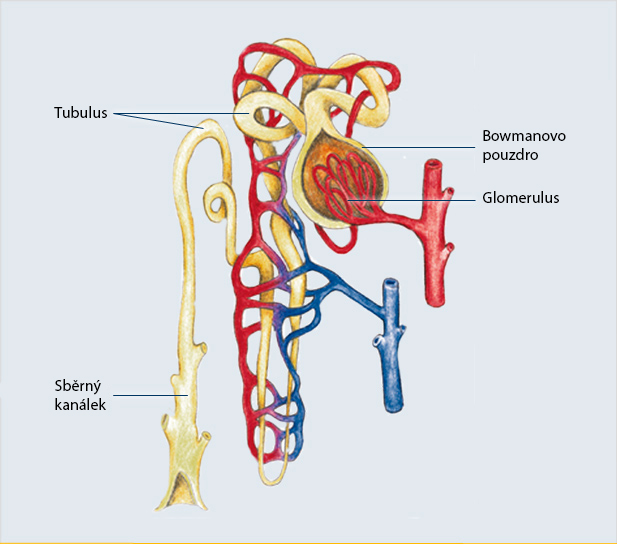 Tubulus
Bowmanovo
pouzdro
Glomerulus
Sběrný
kanálek